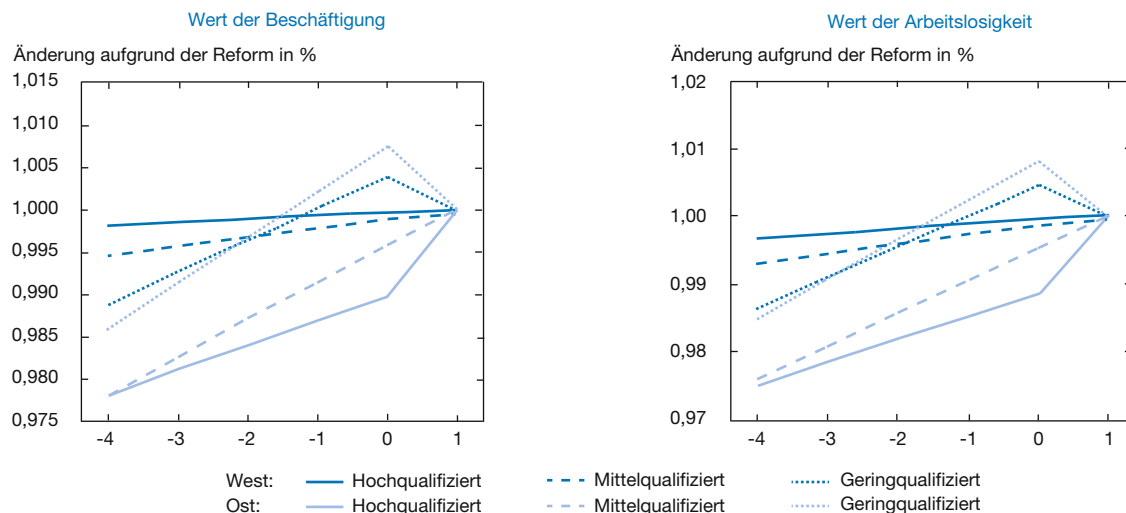 Wert der Beschäftigung
Änderung aufgrund der Reform in %
1,015
1,010
1,005
1,000
0,995
0,990
0,985
0,980
0,975
-4 -3 -2 -1 0 1
Wert der Arbeitslosigkeit
Änderung aufgrund der Reform in %
1,02
1,01
1,00
0,99
0,98
0,97
-4 -3 -2 -1 0 1
West: Hochqualifiziert Mittelqualifiziert Geringqualifiziert
Ost: Hochqualifiziert Mittelqualifiziert Geringqualifiziert